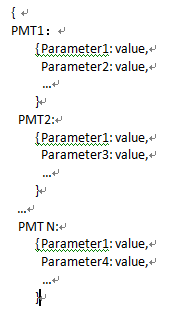 {
PMT1：
{Parameter1: value,
Parameter2: value,
...
}
PMT2:
{Parameter1: value,
Parameter3: value,
...
}
...
PMT N:
{Parameter1: value,
Parameter4: value,
...
}